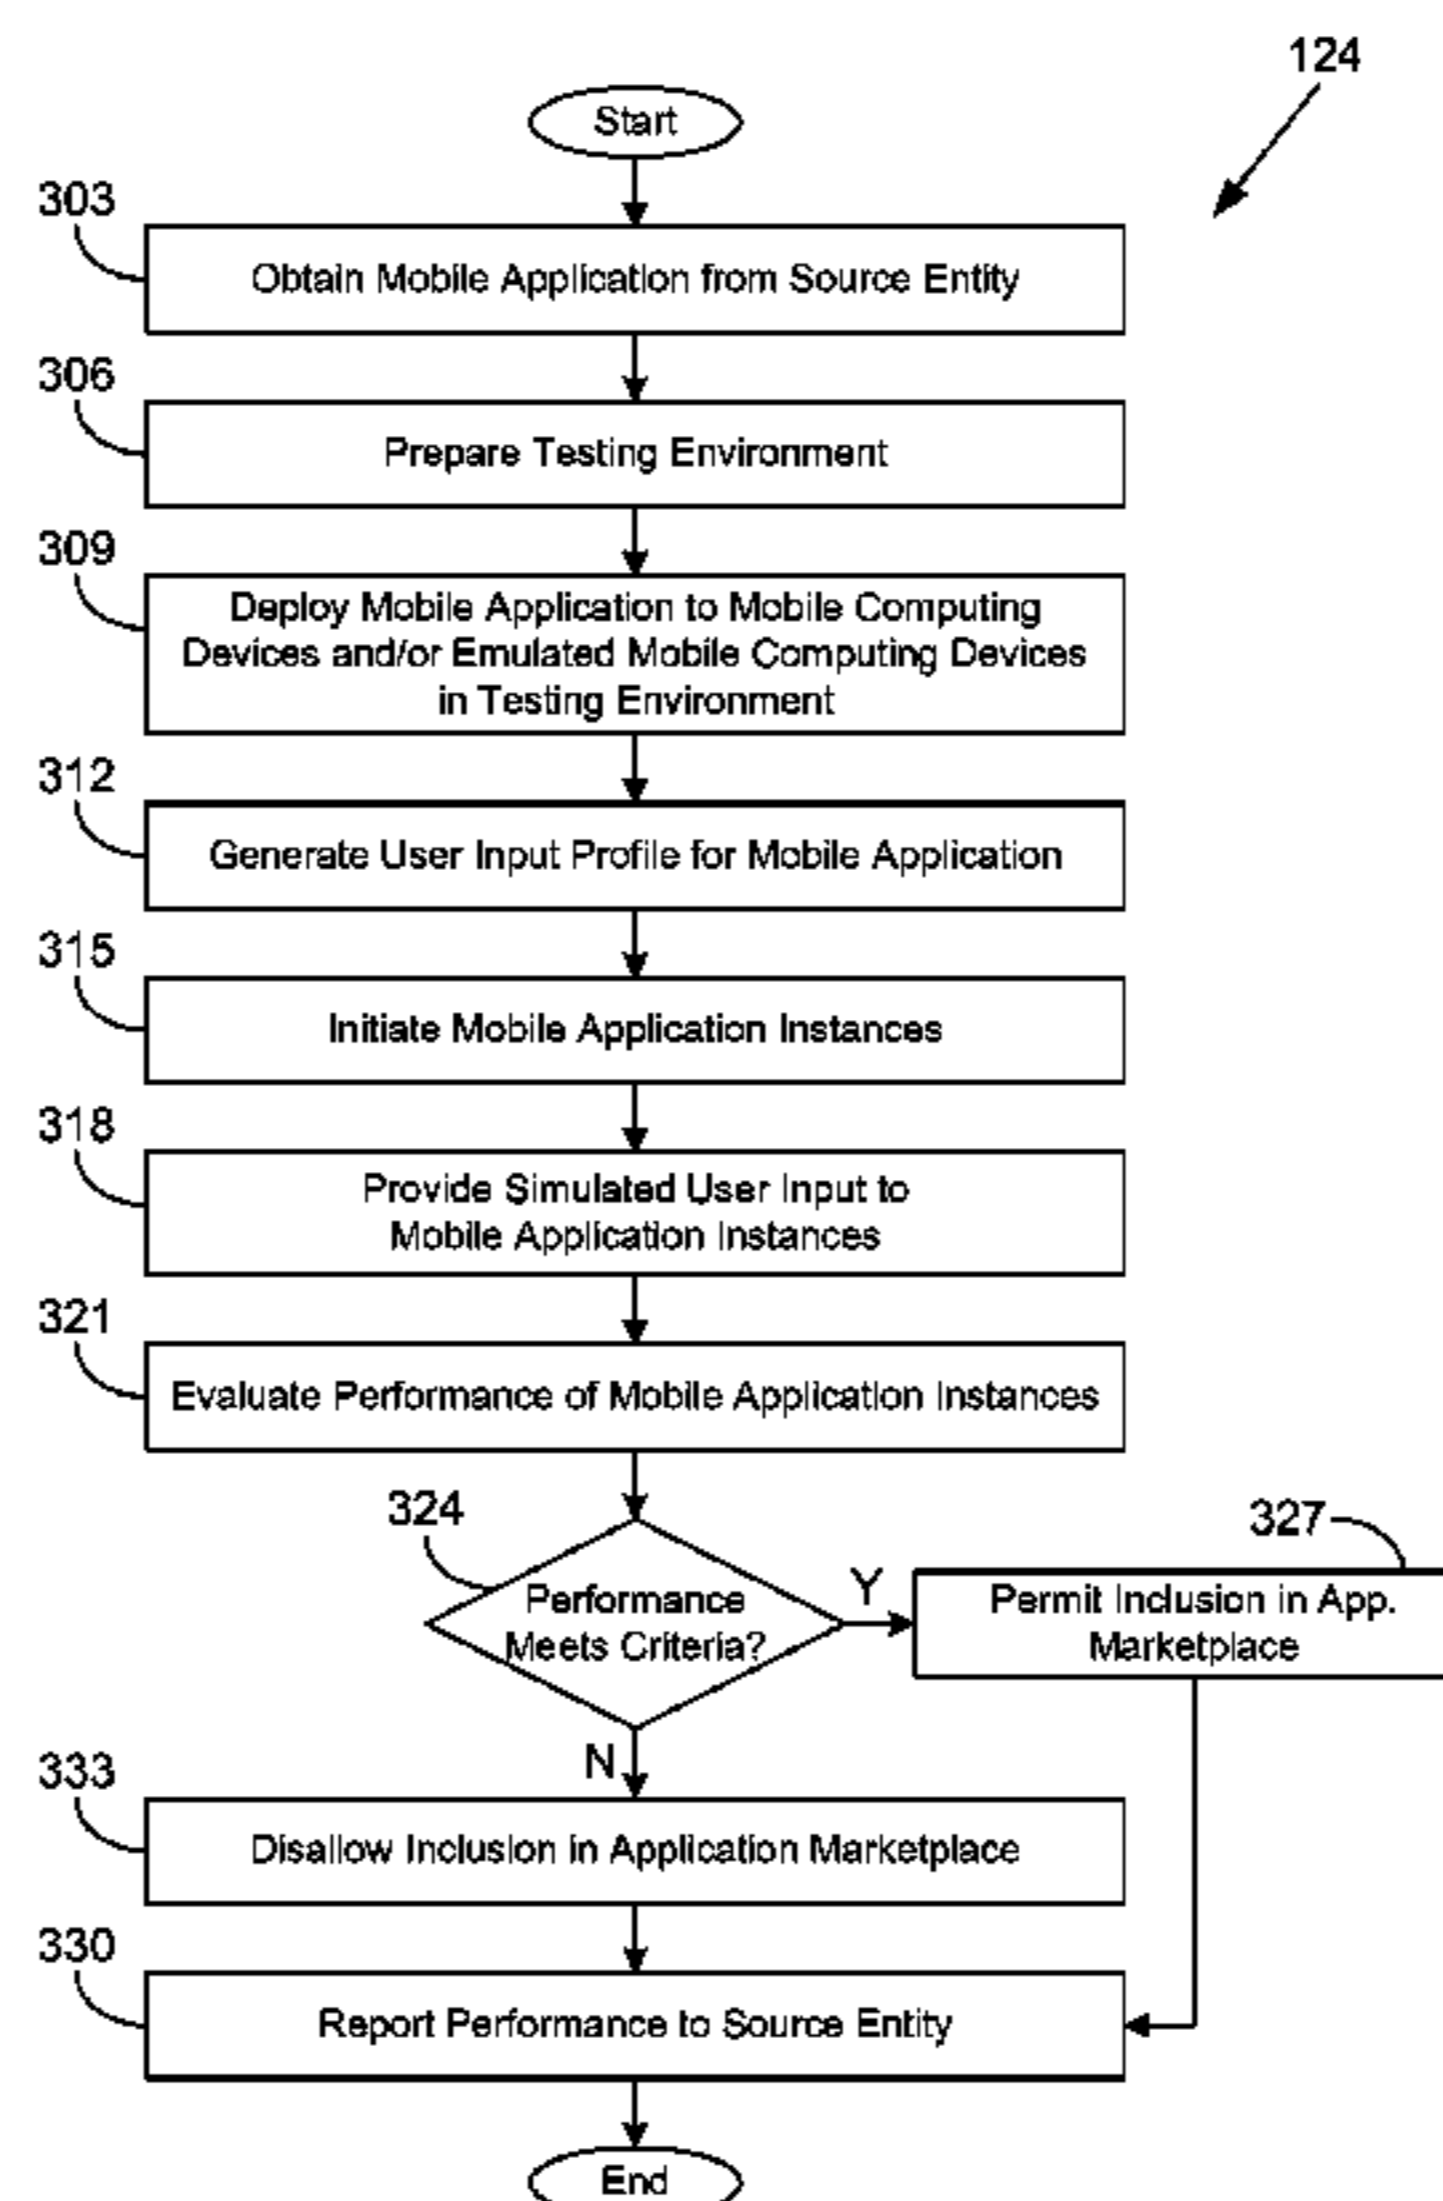 124
Start
303
Obtain Mobile Application from Source Entity
306
Prepare Testing Environment
309
Deploy Mobile Application to Mobile Computing
Devices and/or Emulated Mobile Computing Devices
in Testing Environment
312
Generate User Input Profile for Mobile Application
315
Initiate Mobile Application Instances
318
Provide Simulated User Input to
Mobile Application Instances
321
Evaluate Performance of Mobile Application Instances
324
Performance
Meets Criteria?
Y
327
Permit Inclusion in App.
Marketplace
N
333
Disallow Inclusion in Application Marketplace
330
Report Performance to Source Entity
End